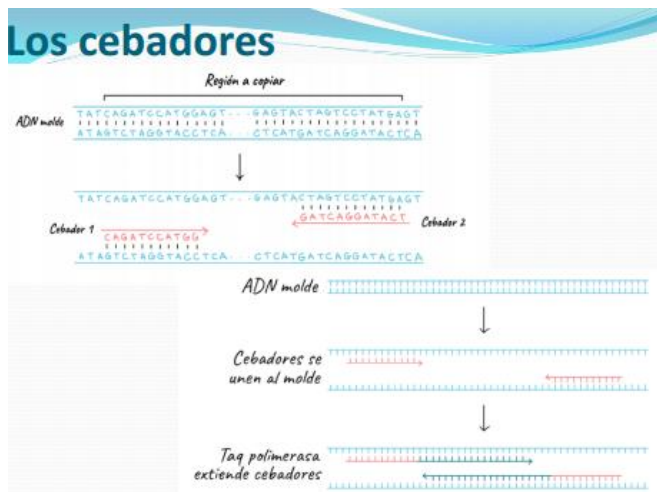 Los cebadores
Región a copiar
ADN molde
TATCAGATCCATGGAGT...GAGTACTAGTCCTATGAGT
ATAGTCTAGGTACCTCA...CTCATGATCAGGATACTCA
TATCAGATCCATGGAGT...GAGTACTAGTCCTATGAGT
GATCAGGATACT
Cebador 2
Cebador 1
CAGATCCATGG
ATAGTCTAGGTACCTCA...CTCATGATCAGGATACTCA
ADN molde
Cebadores se
unen al molde
Taq polimerasa
extiende cebadores